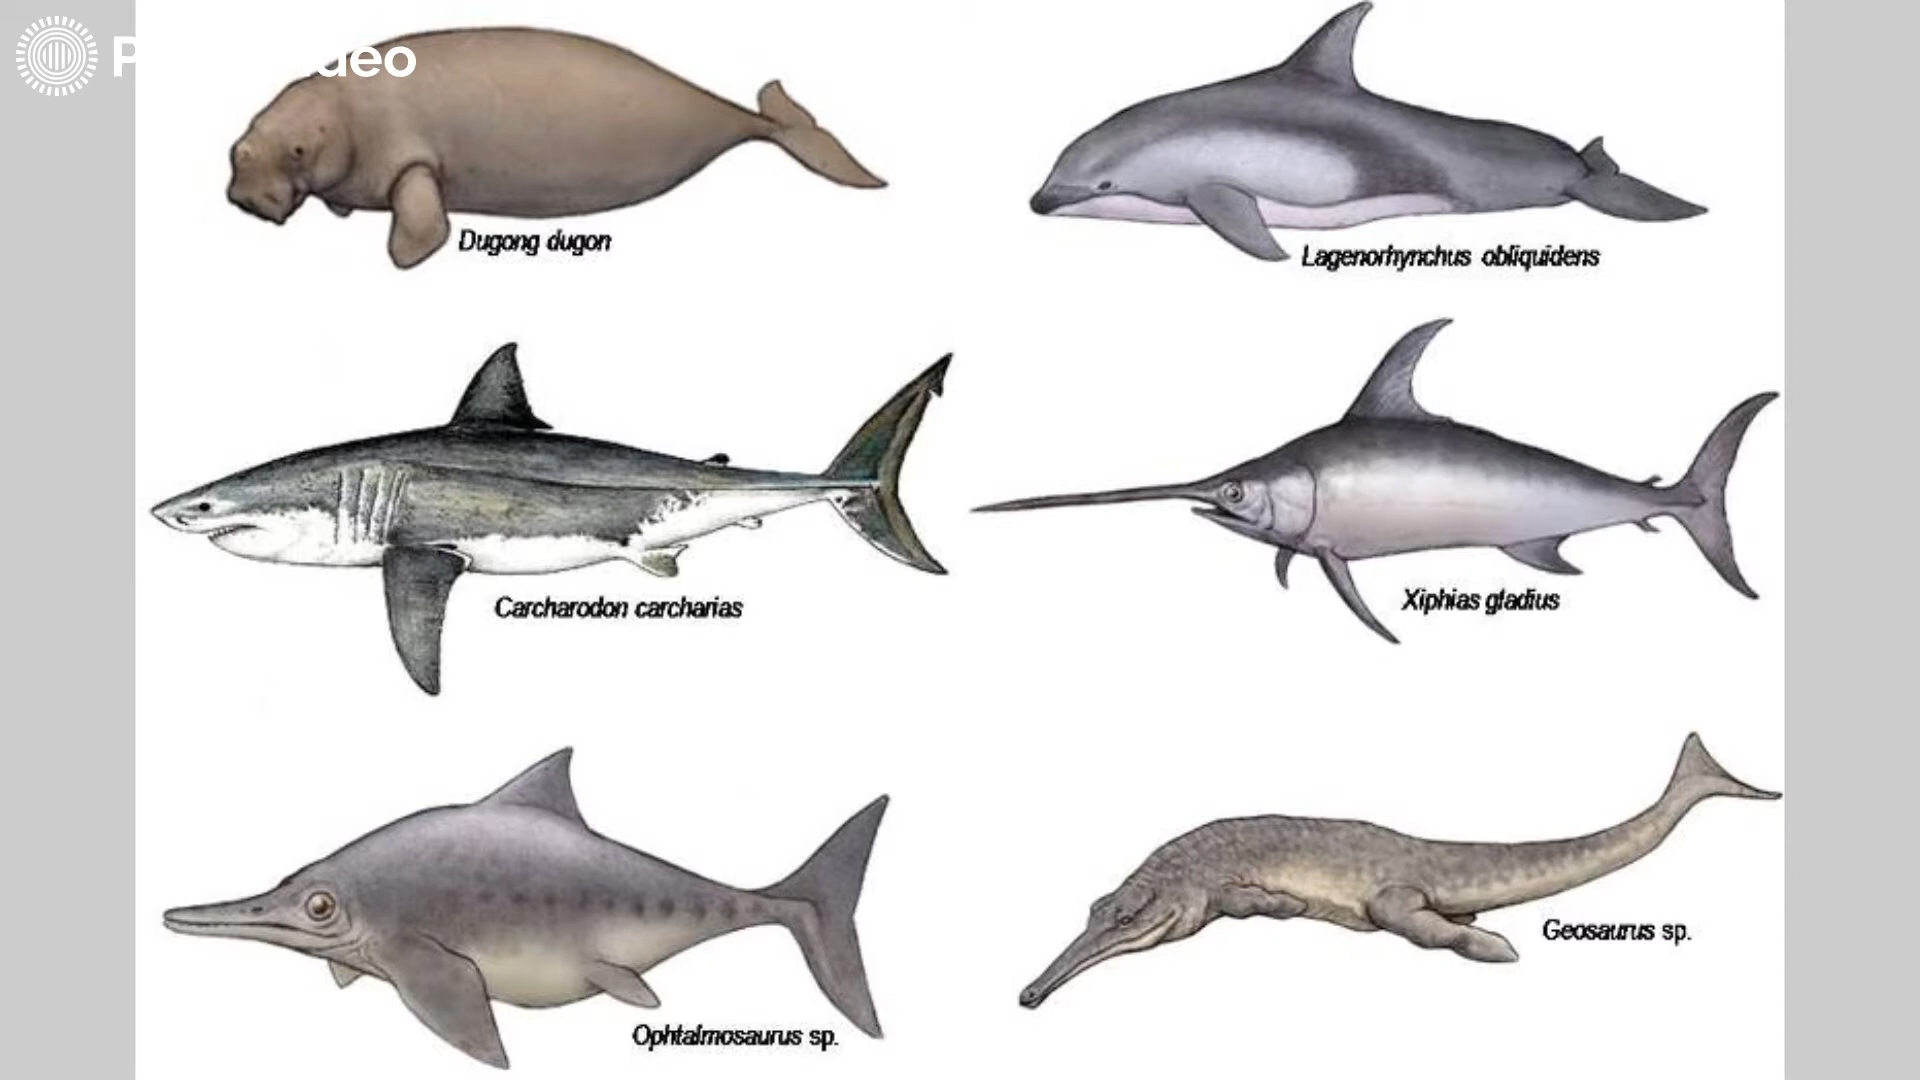 Dugong dugon
Lagenorhynchus obliquidens
Carcharodon carcharias
Xiphias gladius
Ophtalmosaurus sp.
Geosaurus sp.